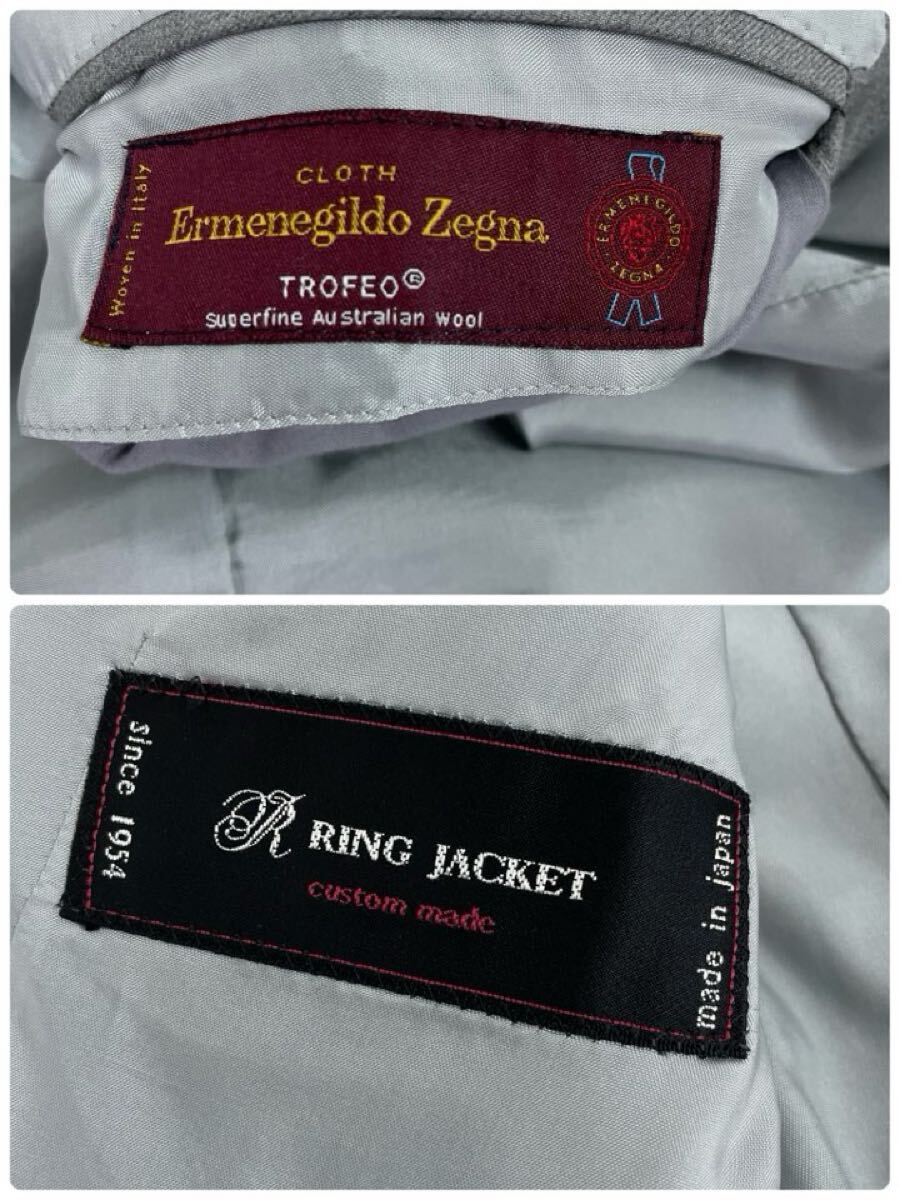 Woven in Italy
CLOTH
Ermenegildo Zegna
TROFEO®
Superfine Australian Wool
ERMENEGILDO
ZEGNA
since 1954
R RING JACKET
custom made
made in japan